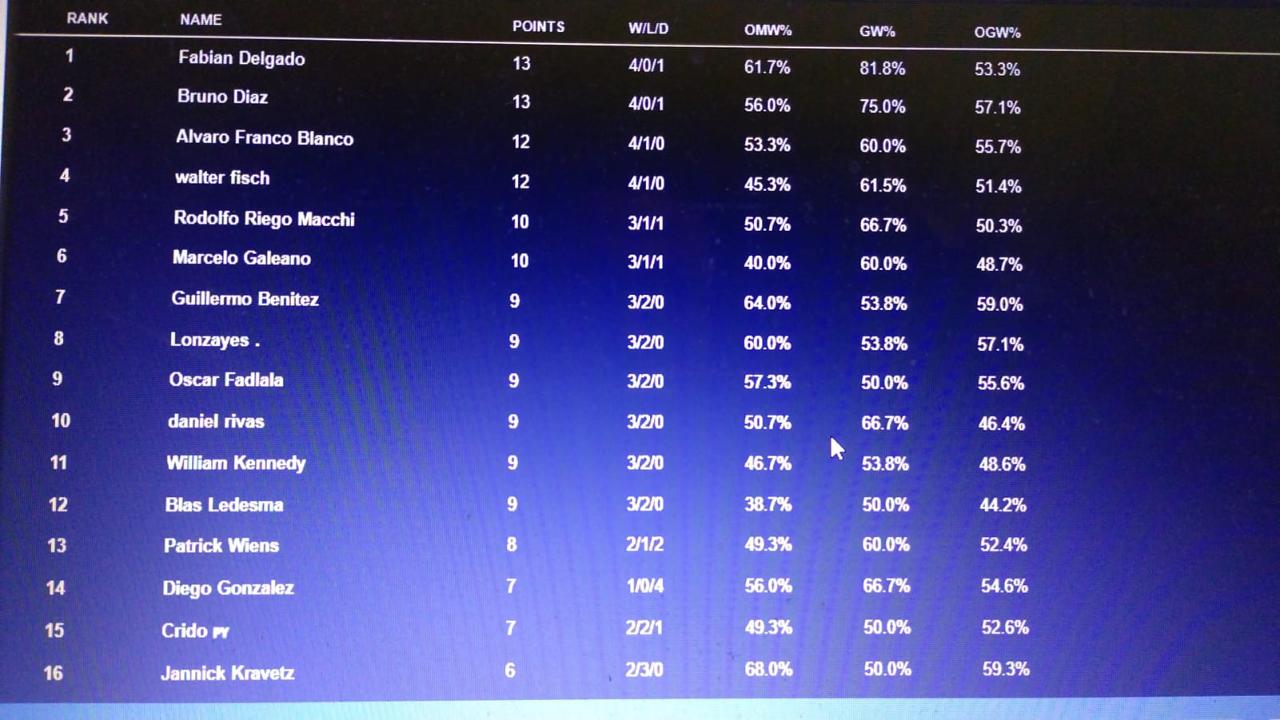 RANK NAME POINTS W/L/D OMW% GW% OGW%
1 Fabian Delgado 13 4/0/1 61.7% 81.8% 53.3%
2 Bruno Diaz 13 4/0/1 56.0% 75.0% 57.1%
3 Alvaro Franco Blanco 12 4/1/0 53.3% 60.0% 55.7%
4 walter fisch 12 4/1/0 45.3% 61.5% 51.4%
5 Rodolfo Riego Macchi 10 3/1/1 50.7% 66.7% 50.3%
6 Marcelo Galeano 10 3/1/1 40.0% 60.0% 48.7%
7 Guillermo Benitez 9 3/2/0 64.0% 53.8% 59.0%
8 Lonzayes . 9 3/2/0 60.0% 53.8% 57.1%
9 Oscar Fadlala 9 3/2/0 57.3% 50.0% 55.6%
10 daniel rivas 9 3/2/0 50.7% 66.7% 46.4%
11 William Kennedy 9 3/2/0 46.7% 53.8% 48.6%
12 Blas Ledesma 9 3/2/0 38.7% 50.0% 44.2%
13 Patrick Wiens 8 2/1/2 49.3% 60.0% 52.4%
14 Diego Gonzalez 7 1/0/4 56.0% 66.7% 54.6%
15 Crido PY 7 2/2/1 49.3% 50.0% 52.6%
16 Jannick Kravetz 6 2/3/0 68.0% 50.0% 59.3%